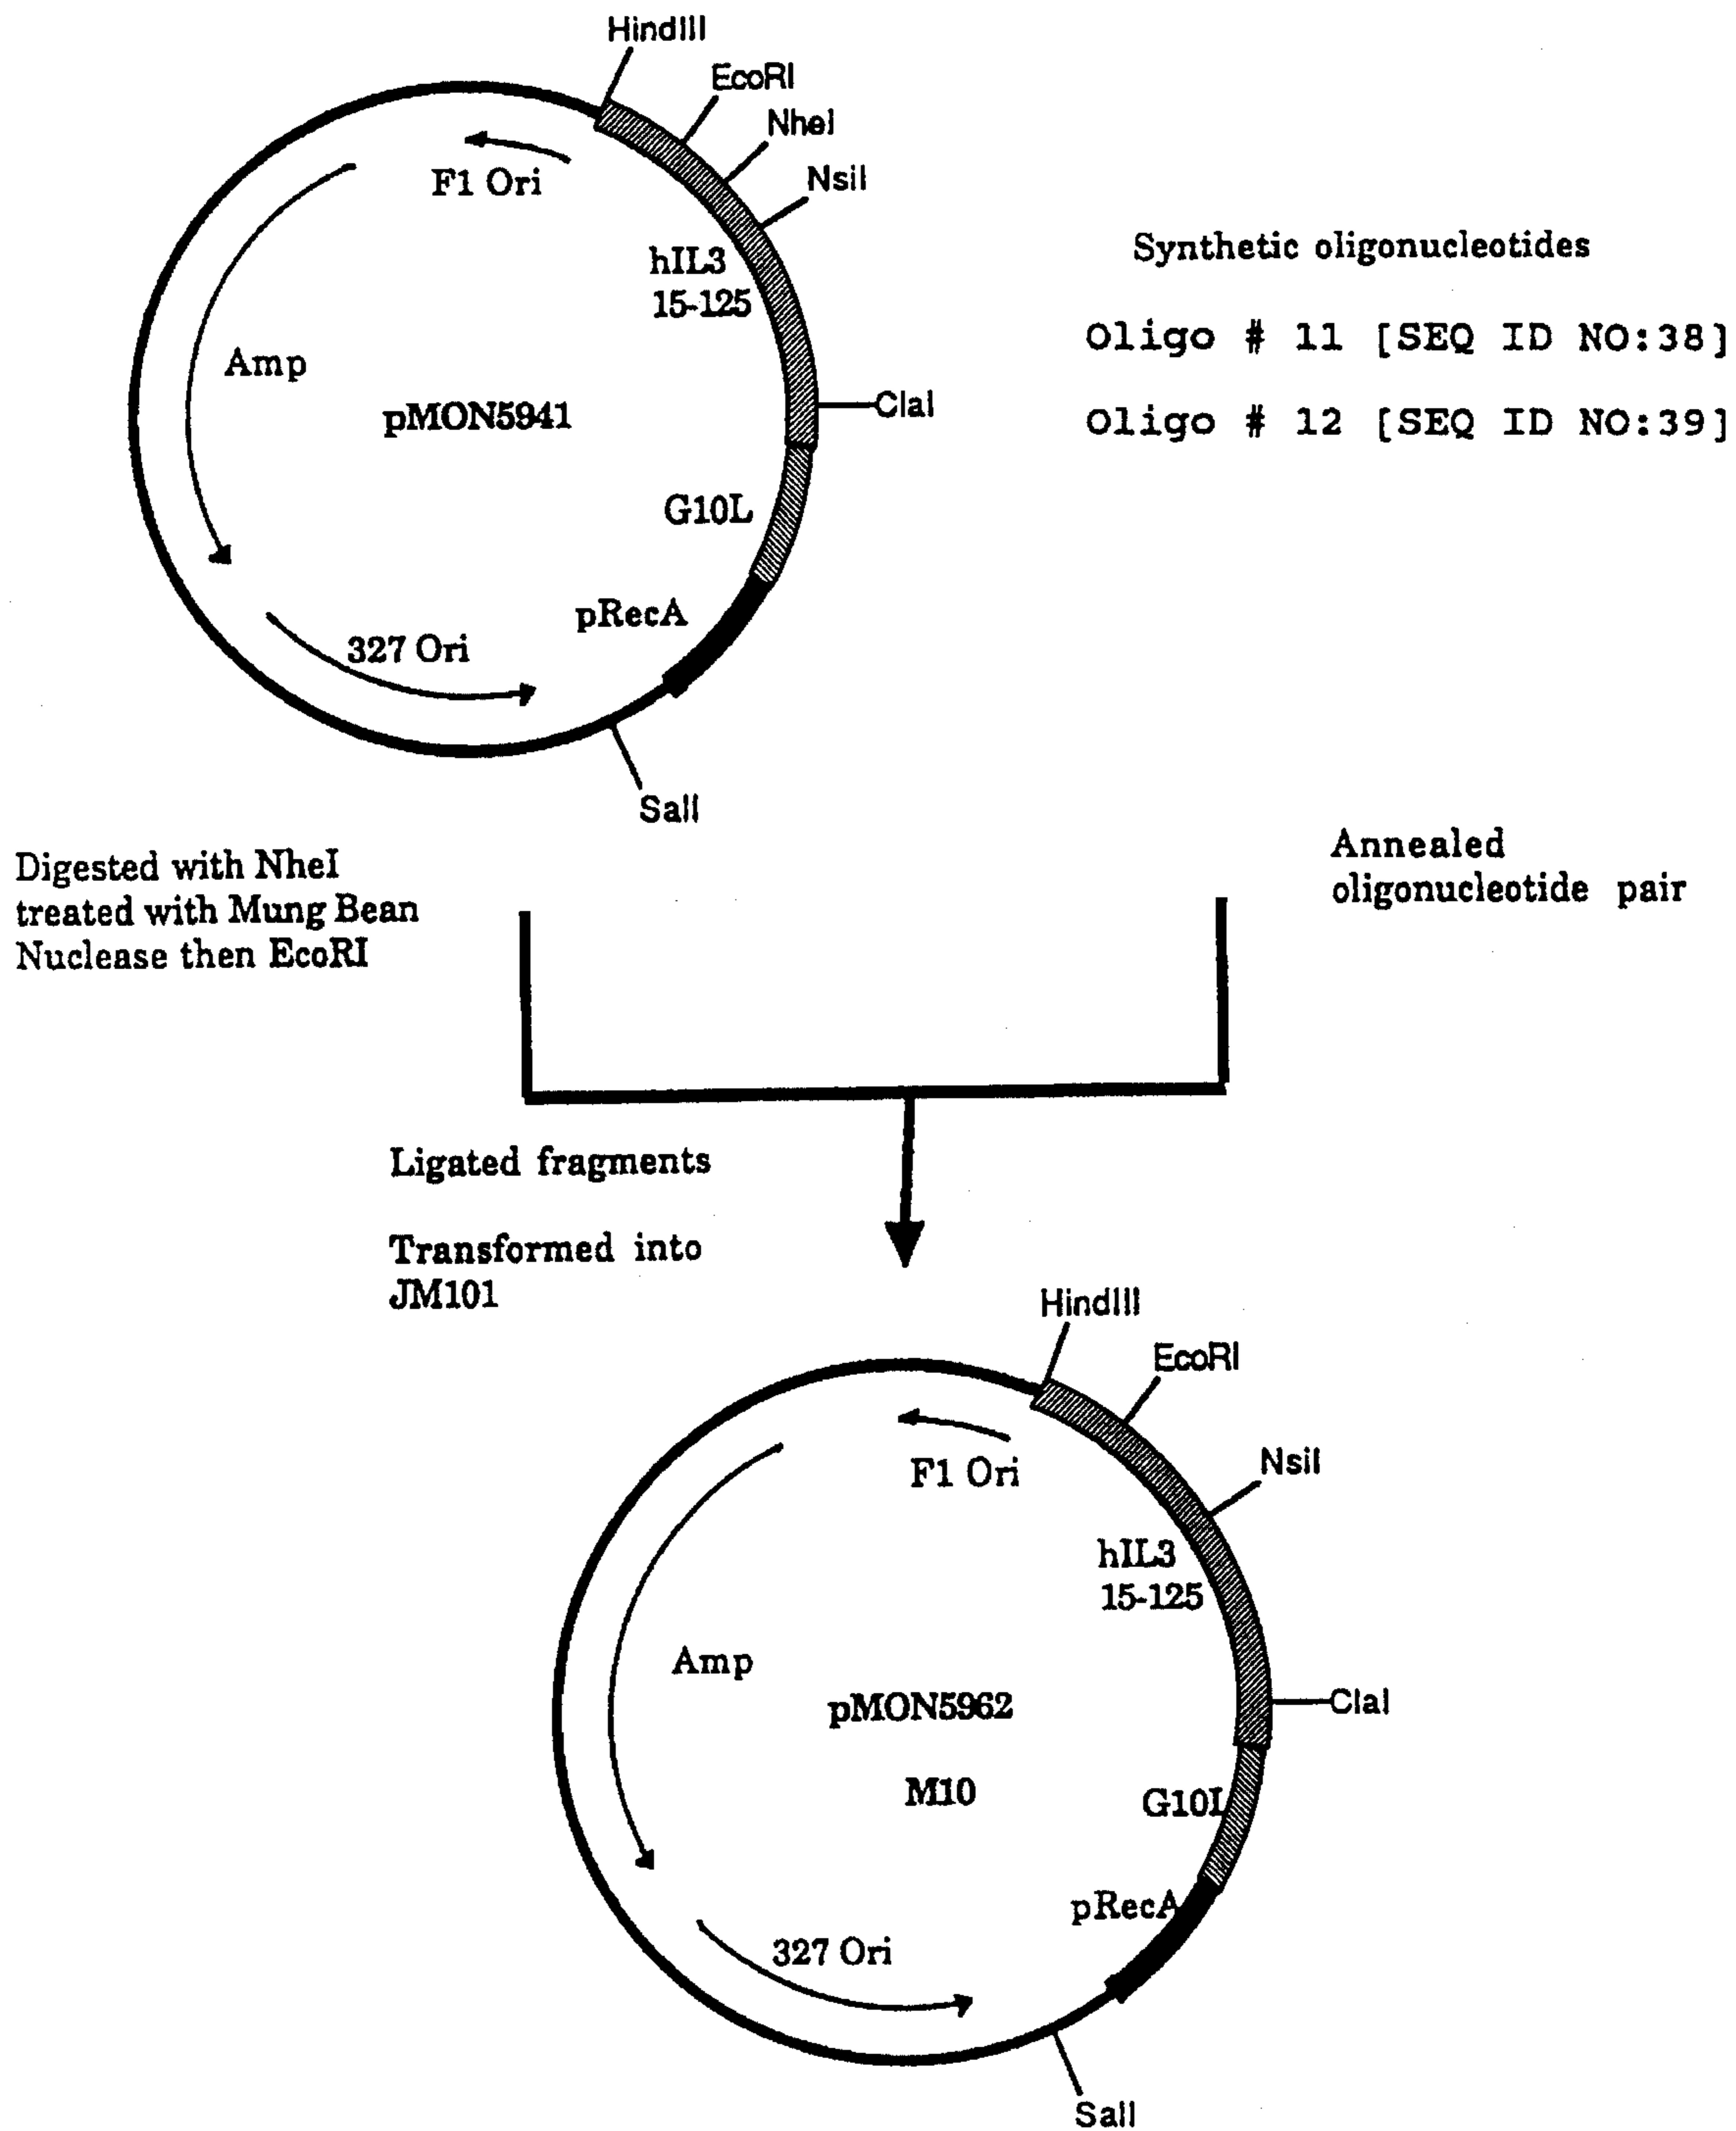 HindIII
EcoRI
NheI
NsiI
F1 Ori
hIL3
15-125
Amp
pMON5941
ClaI
G10L
pRecA
327 Ori
SalI
Synthetic oligonucleotides
Oligo # 11 [SEQ ID NO:38]
Oligo # 12 [SEQ ID NO:39]
Digested with NheI
treated with Mung Bean
Nuclease then EcoRI
Annealed
oligonucleotide pair
Ligated fragments
Transformed into
JM101
HindIII
EcoRI
NsiI
F1 Ori
hIL3
15-125
Amp
pMON5962
M10
ClaI
G10L
pRecA
327 Ori
SalI